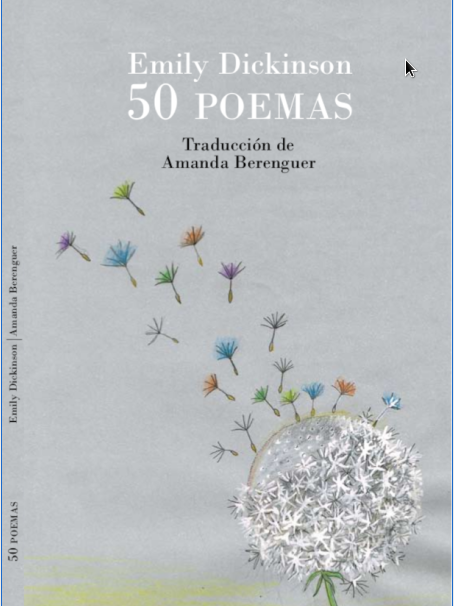 Emily Dickinson
50 POEMAS
Traducción de
Amanda Berenguer
Emily Dickinson | Amanda Berenguer
50 POEMAS